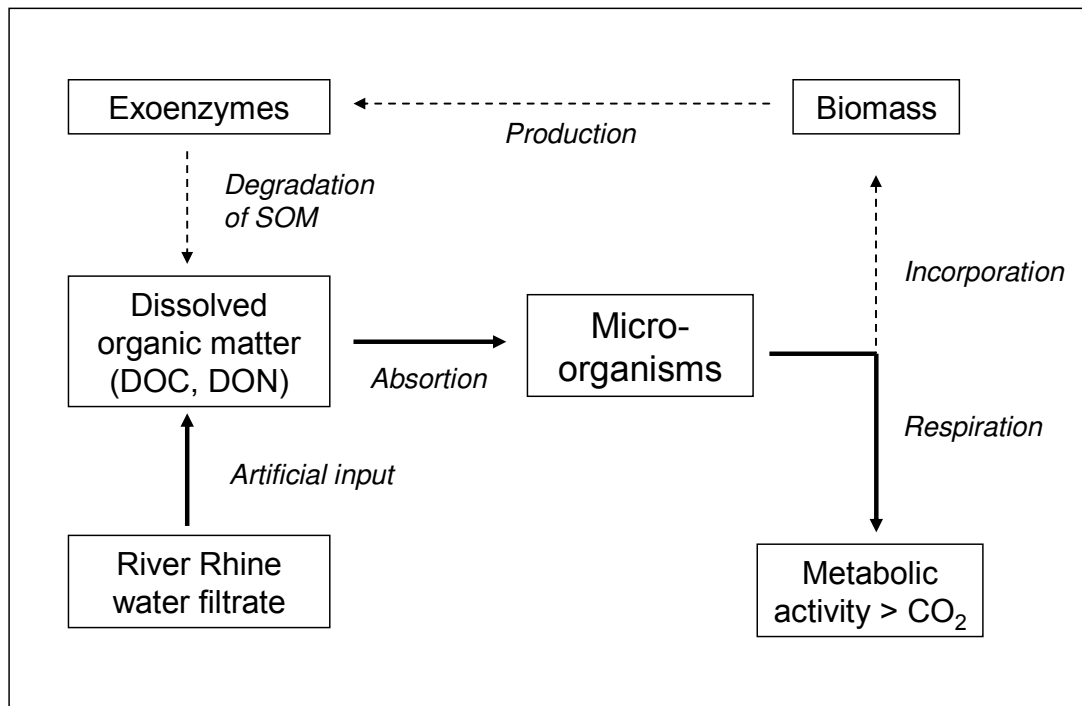 Exoenzymes
Biomass
Production
Degradation
of SOM
Dissolved
organic matter
(DOC, DON)
Micro-
organisms
Incorporation
Absortion
Respiration
Artificial input
River Rhine
water filtrate
Metabolic
activity > CO₂